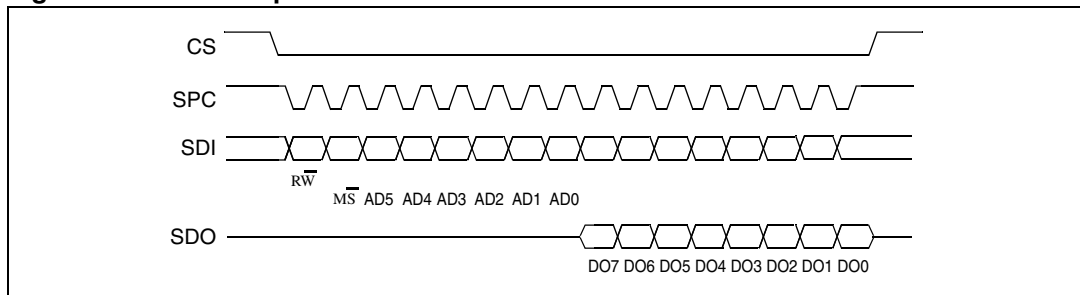 CS
SPC
SDI
RW
MS AD5 AD4 AD3 AD2 AD1 AD0
SDO
DO7 DO6 DO5 DO4 DO3 DO2 DO1 DO0